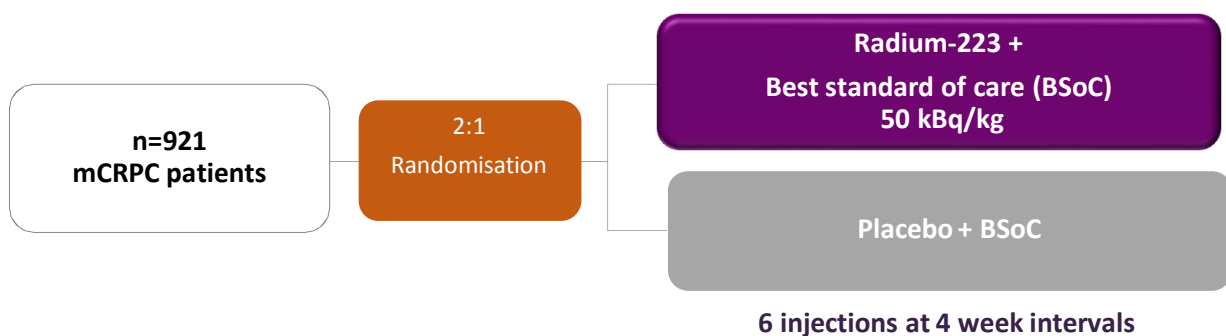 n=921
mCRPC patients
2:1
Randomisation
Radium-223 +
Best standard of care (BSoC)
50 kBq/kg
Placebo + BSoC
6 injections at 4 week intervals